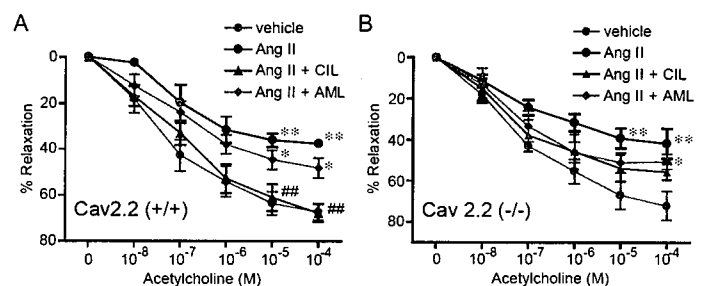 A
vehicle
Ang II
Ang II + CIL
Ang II + AML
0
20
40
60
80
% Relaxation
**
**
*
*
##
##
Cav2.2 (+/+)
0
10-8
10-7
10-6
10-5
10-4
Acetylcholine (M)
B
vehicle
Ang II
Ang II + CIL
Ang II + AML
0
20
40
60
80
% Relaxation
**
**
*
Cav 2.2 (-/-)
0
10-8
10-7
10-6
10-5
10-4
Acetylcholine (M)